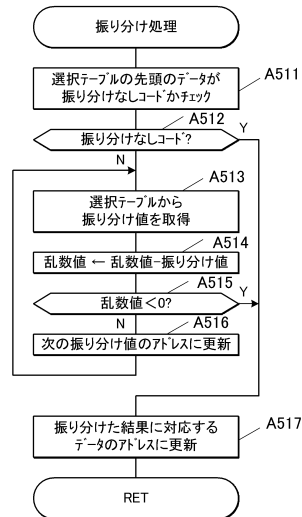 振り分け処理
選択テーブルの先頭のデータが
振り分けなしコードかチェック
A511
振り分けなしコード?
A512
Y
N
選択テーブルから
振り分け値を取得
A513
乱数値 ← 乱数値-振り分け値
A514
乱数値<0?
A515
Y
N
次の振り分け値のアドレスに更新
A516
振り分けた結果に対応する
データのアドレスに更新
A517
RET